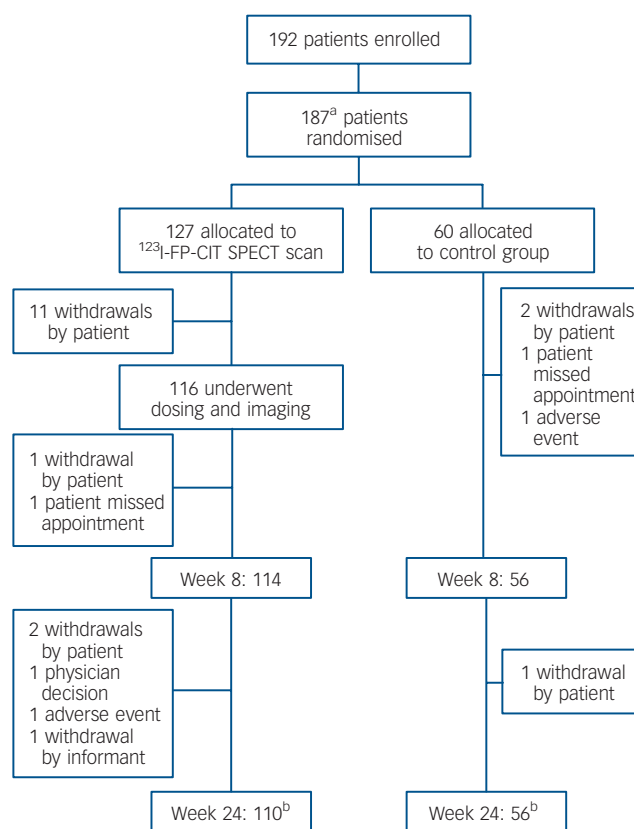 192 patients enrolled
187ᵃ patients
randomised
127 allocated to
¹²³I-FP-CIT SPECT scan
60 allocated
to control group
11 withdrawals
by patient
2 withdrawals
by patient
1 patient
missed
appointment
1 adverse
event
116 underwent
dosing and imaging
1 withdrawal
by patient
1 patient missed
appointment
Week 8: 114
Week 8: 56
2 withdrawals
by patient
1 physician
decision
1 adverse event
1 withdrawal
by informant
1 withdrawal
by patient
Week 24: 110ᵇ
Week 24: 56ᵇ